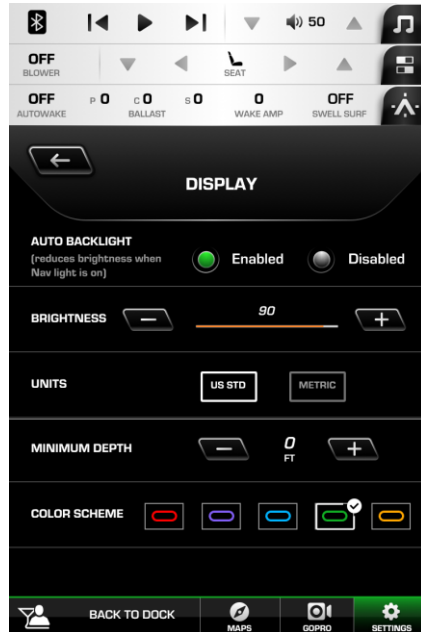 50
OFF
BLOWER
SEAT
OFF
AUTOWAKE
P 0
C 0
BALLAST
S 0
0
WAKE AMP
OFF
SWELL SURF
DISPLAY
AUTO BACKLIGHT
(reduces brightness when
Nav light is on)
Enabled
Disabled
BRIGHTNESS
90
UNITS
US STD
METRIC
MINIMUM DEPTH
0
FT
COLOR SCHEME
BACK TO DOCK
MAPS
GOPRO
SETTINGS